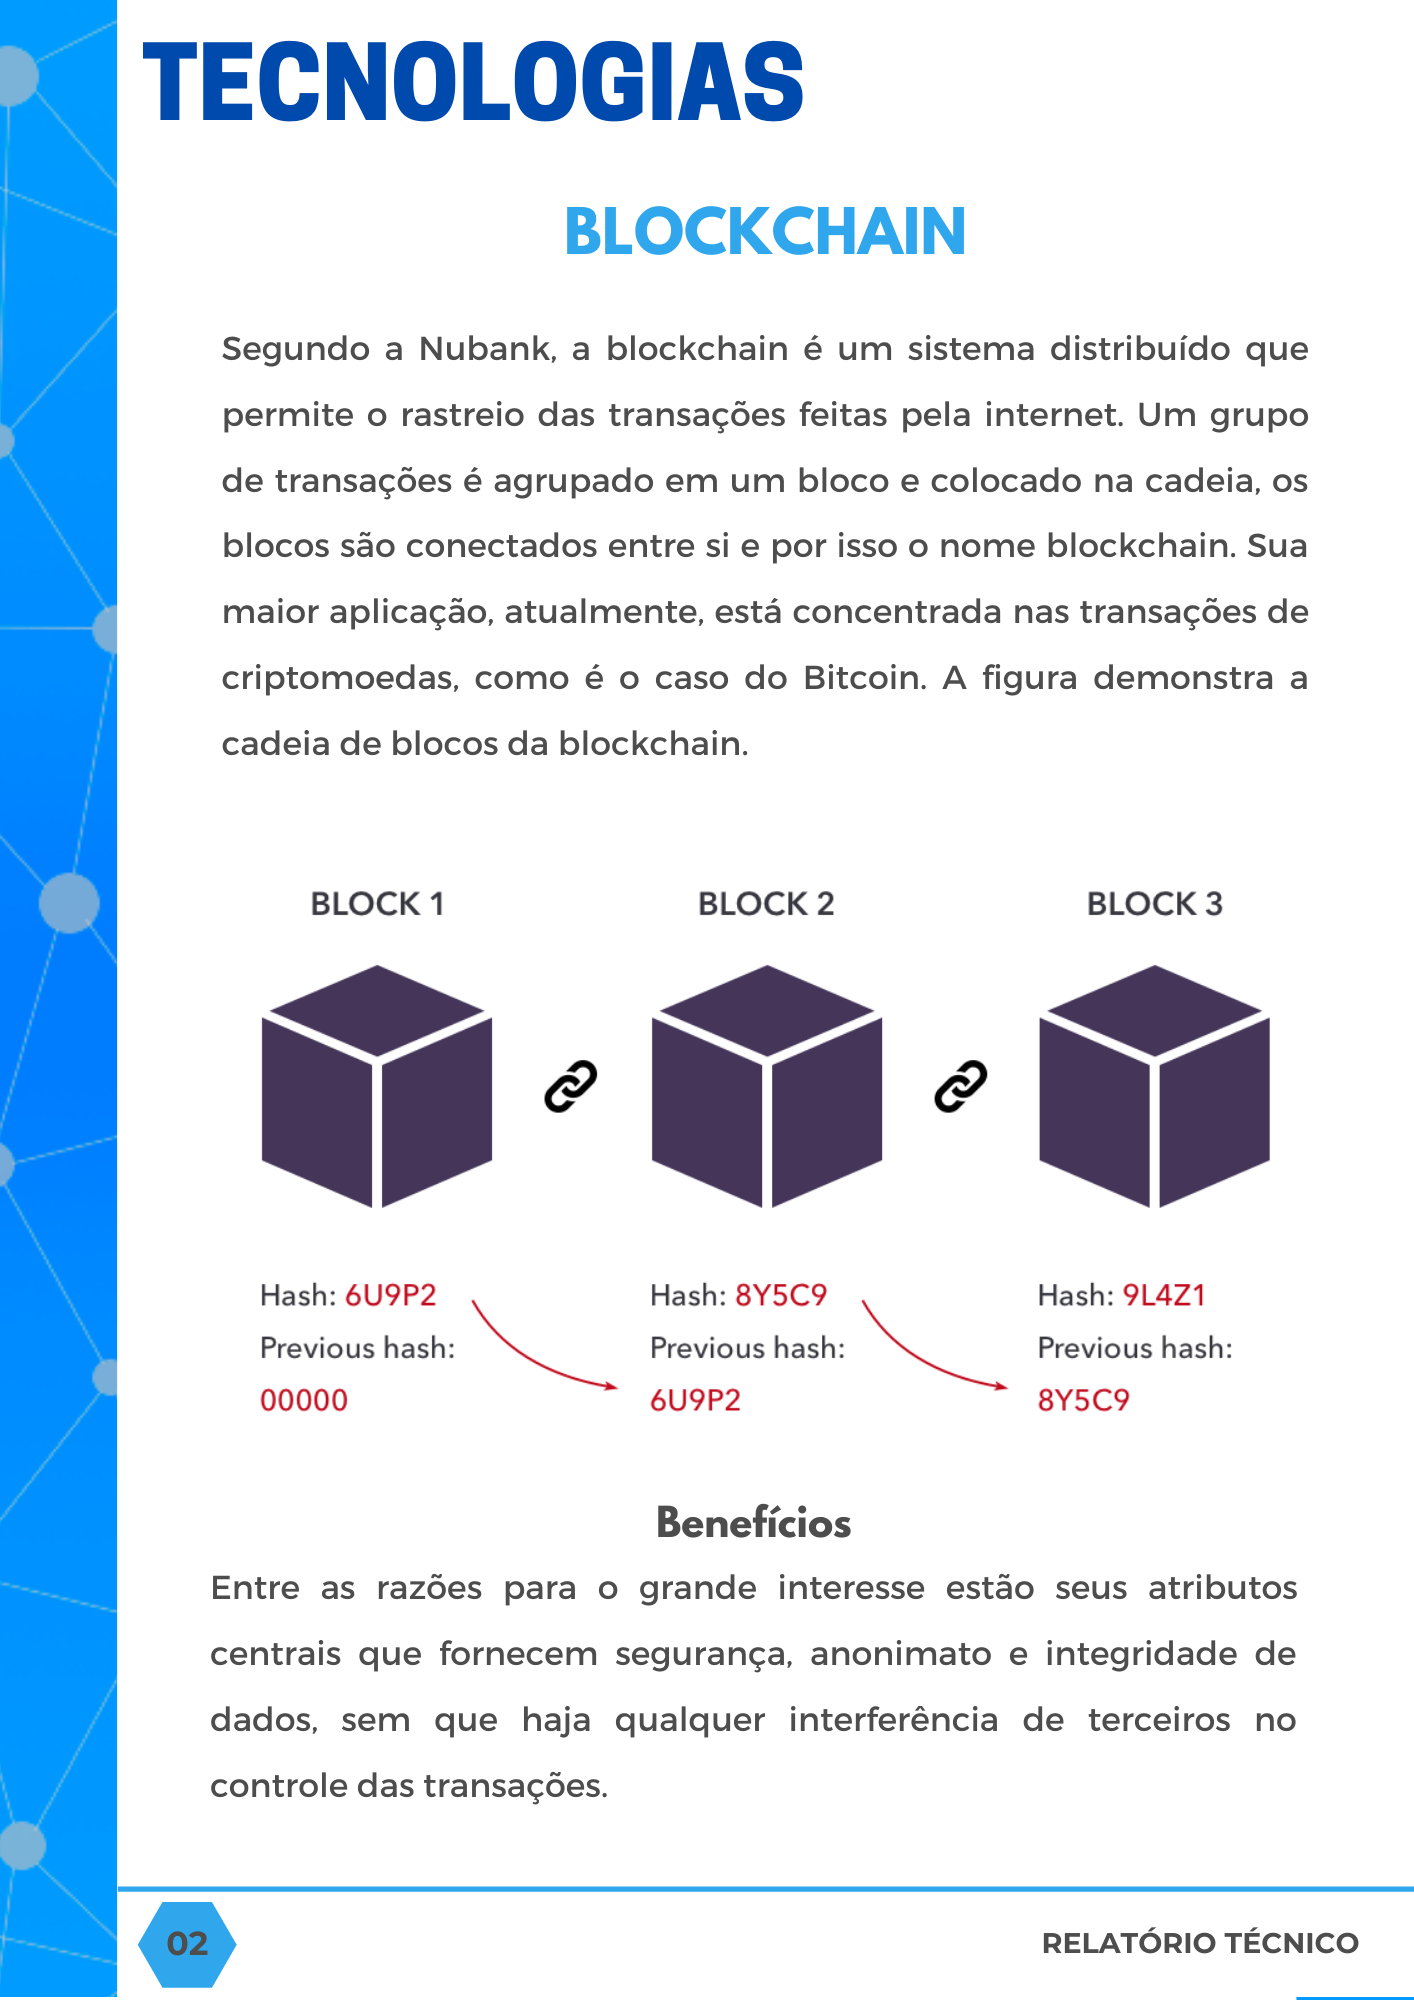 TECNOLOGIAS
BLOCKCHAIN
Segundo a Nubank, a blockchain é um sistema distribuído que
permite o rastreio das transações feitas pela internet. Um grupo
de transações é agrupado em um bloco e colocado na cadeia, os
blocos são conectados entre si e por isso o nome blockchain. Sua
maior aplicação, atualmente, está concentrada nas transações de
criptomoedas, como é o caso do Bitcoin. A figura demonstra a
cadeia de blocos da blockchain.
BLOCK 1
BLOCK 2
BLOCK 3
Hash: 6U9P2
Previous hash:
00000
Hash: 8Y5C9
Previous hash:
6U9P2
Hash: 9L4Z1
Previous hash:
8Y5C9
Benefícios
Entre as razões para o grande interesse estão seus atributos
centrais que fornecem segurança, anonimato e integridade de
dados, sem que haja qualquer interferência de terceiros no
controle das transações.
02
RELATÓRIO TÉCNICO